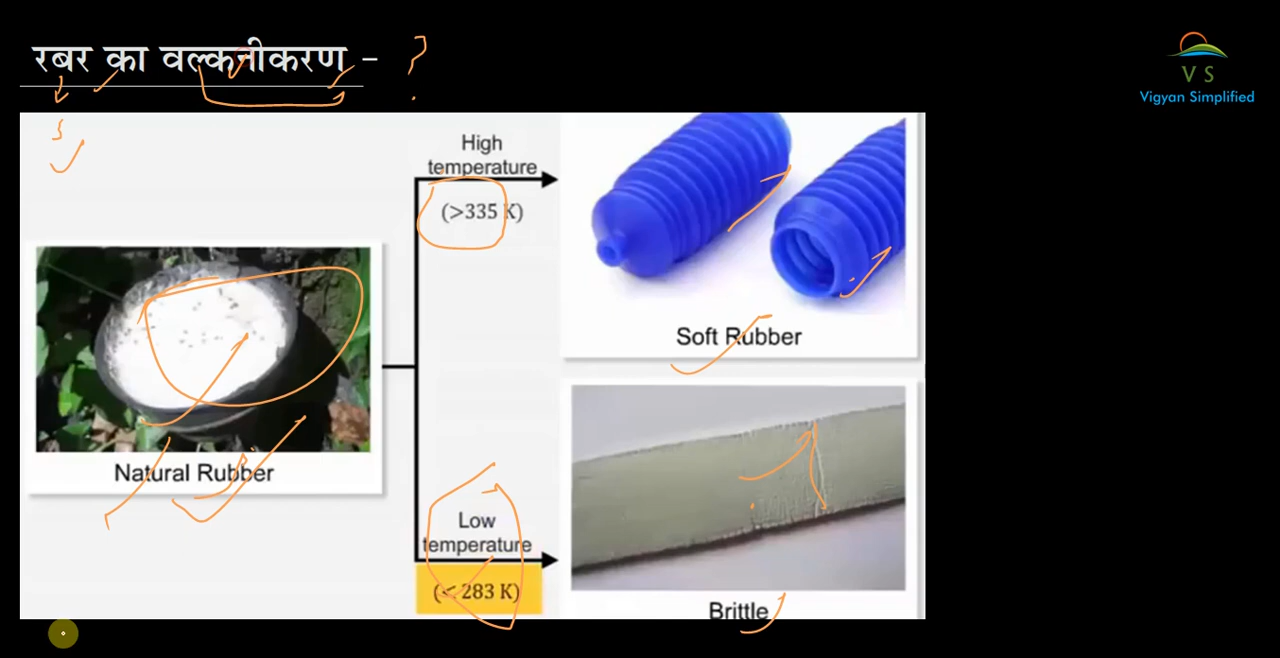 रबर का वल्कनीकरण – ?
V S
Vigyan Simplified
High
temperature
(>335 K)
Soft Rubber
Natural Rubber
Low
temperature
(< 283 K)
Brittle